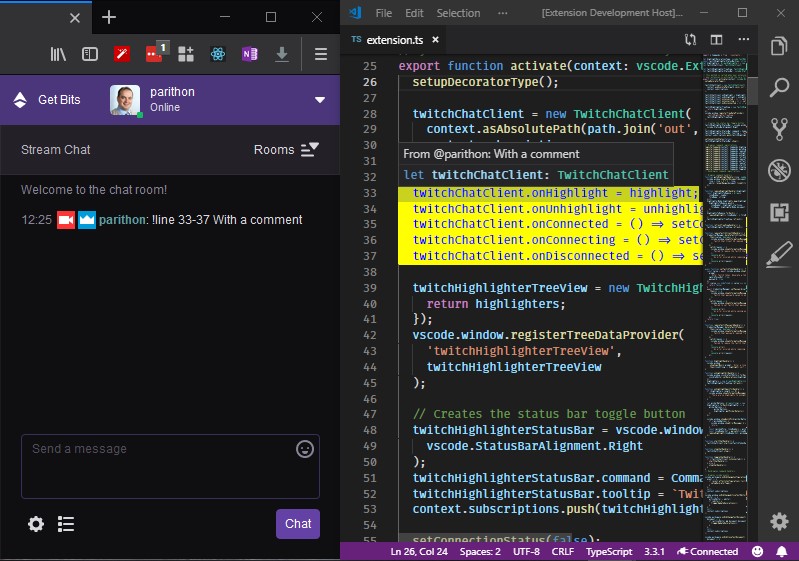 1
Get Bits
parithon
Online
Stream Chat
Rooms
Welcome to the chat room!
12:25 parithon: !line 33-37 With a comment
Send a message
Chat
File Edit Selection ··· [Extension Development Host]...
TS extension.ts
25 export function activate(context: vscode.Ext
26 setupDecoratorType();
27
28 twitchChatClient = new TwitchChatClient(
29 context.asAbsolutePath(path.join('out',
30
From @parithon: With a comment
31
let twitchChatClient: TwitchChatClient
32
33 twitchChatClient.onHighlight = highlight;
34 twitchChatClient.onUnhighlight = unhighlig
35 twitchChatClient.onConnected = () => setC
36 twitchChatClient.onConnecting = () => setC
37 twitchChatClient.onDisconnected = () => se
38
39 twitchHighlighterTreeView = new TwitchHigh
40 return highlighters;
41 });
42 vscode.window.registerTreeDataProvider(
43 'twitchHighlighterTreeView',
44 twitchHighlighterTreeView
45 );
46
47 // Creates the status bar toggle button
48 twitchHighlighterStatusBar = vscode.window
49 vscode.StatusBarAlignment.Right
50 );
51 twitchHighlighterStatusBar.command = Comma
52 twitchHighlighterStatusBar.tooltip = `Twit
53 context.subscriptions.push(twitchHighlight
54
55 setConnectionStatus(false);
Ln 26, Col 24 Spaces: 2 UTF-8 CRLF TypeScript 3.3.1 Connected